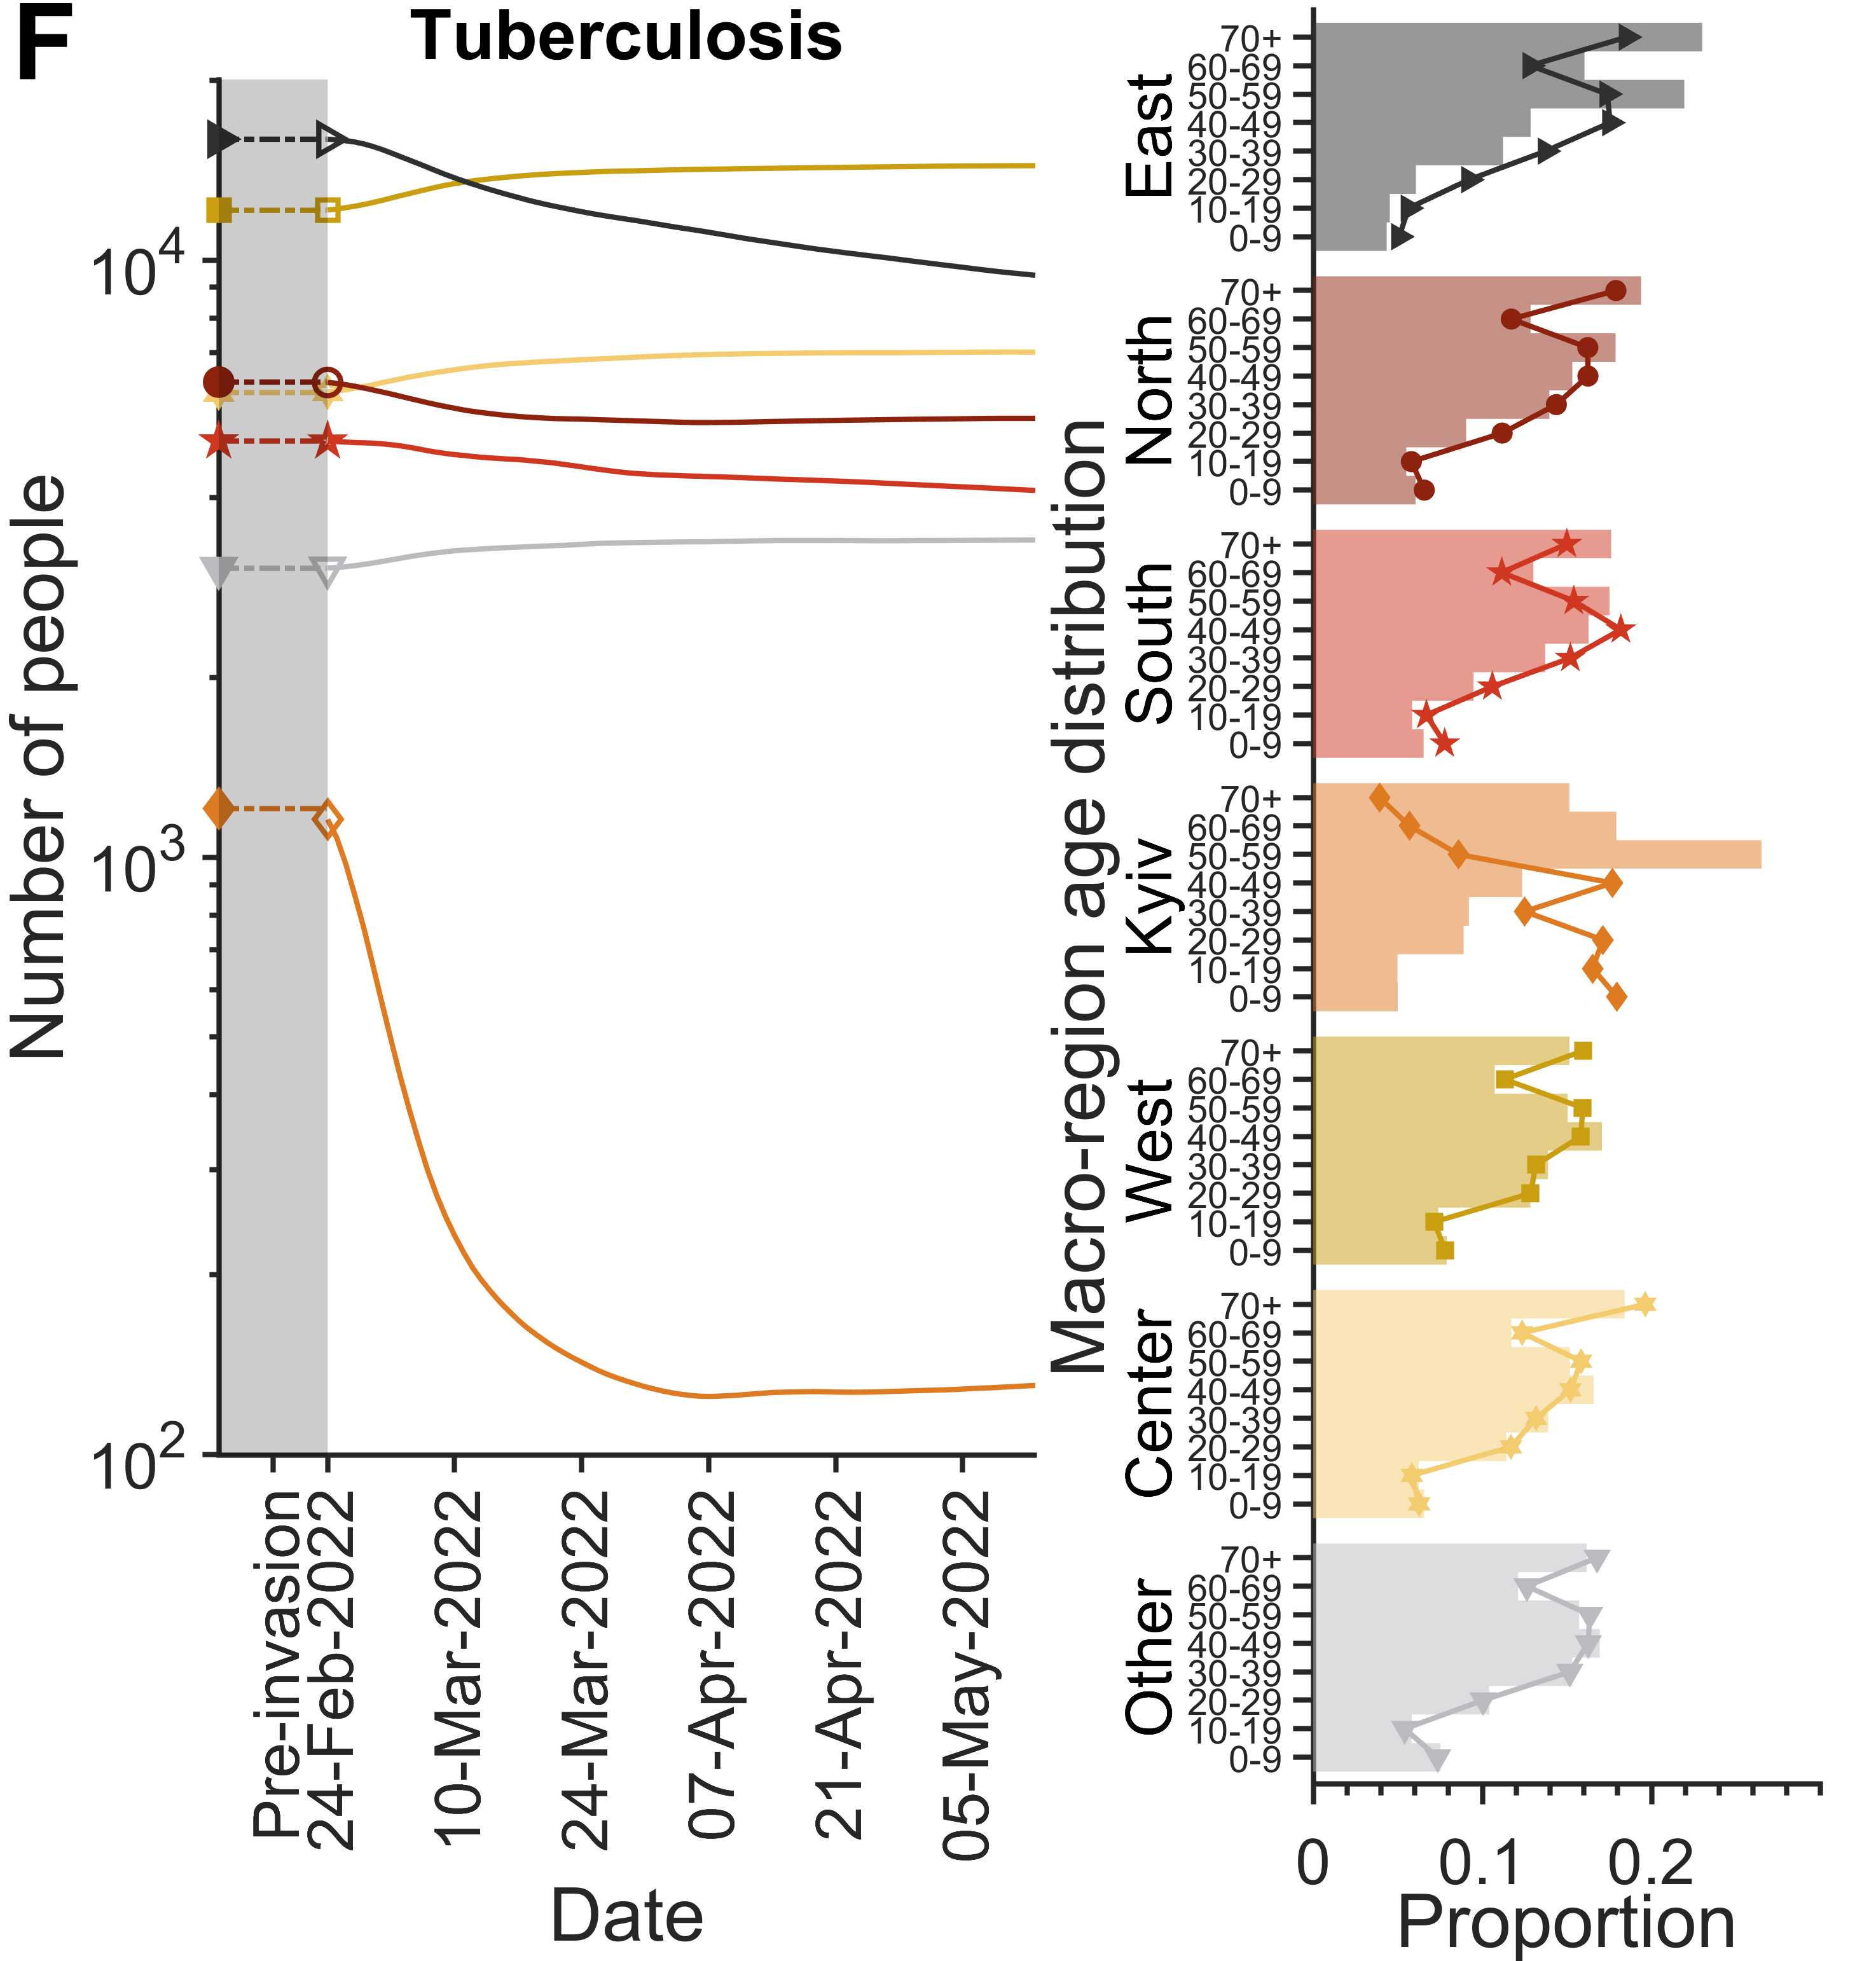 F
Tuberculosis
Number of people
10^4
10^3
10^2
Pre-invasion
24-Feb-2022
10-Mar-2022
24-Mar-2022
07-Apr-2022
21-Apr-2022
05-May-2022
Date
Macro-region age distribution
East
70+
60-69
50-59
40-49
30-39
20-29
10-19
0-9
North
70+
60-69
50-59
40-49
30-39
20-29
10-19
0-9
South
70+
60-69
50-59
40-49
30-39
20-29
10-19
0-9
Kyiv
70+
60-69
50-59
40-49
30-39
20-29
10-19
0-9
West
70+
60-69
50-59
40-49
30-39
20-29
10-19
0-9
Center
70+
60-69
50-59
40-49
30-39
20-29
10-19
0-9
Other
70+
60-69
50-59
40-49
30-39
20-29
10-19
0-9
0 0.1 0.2
Proportion